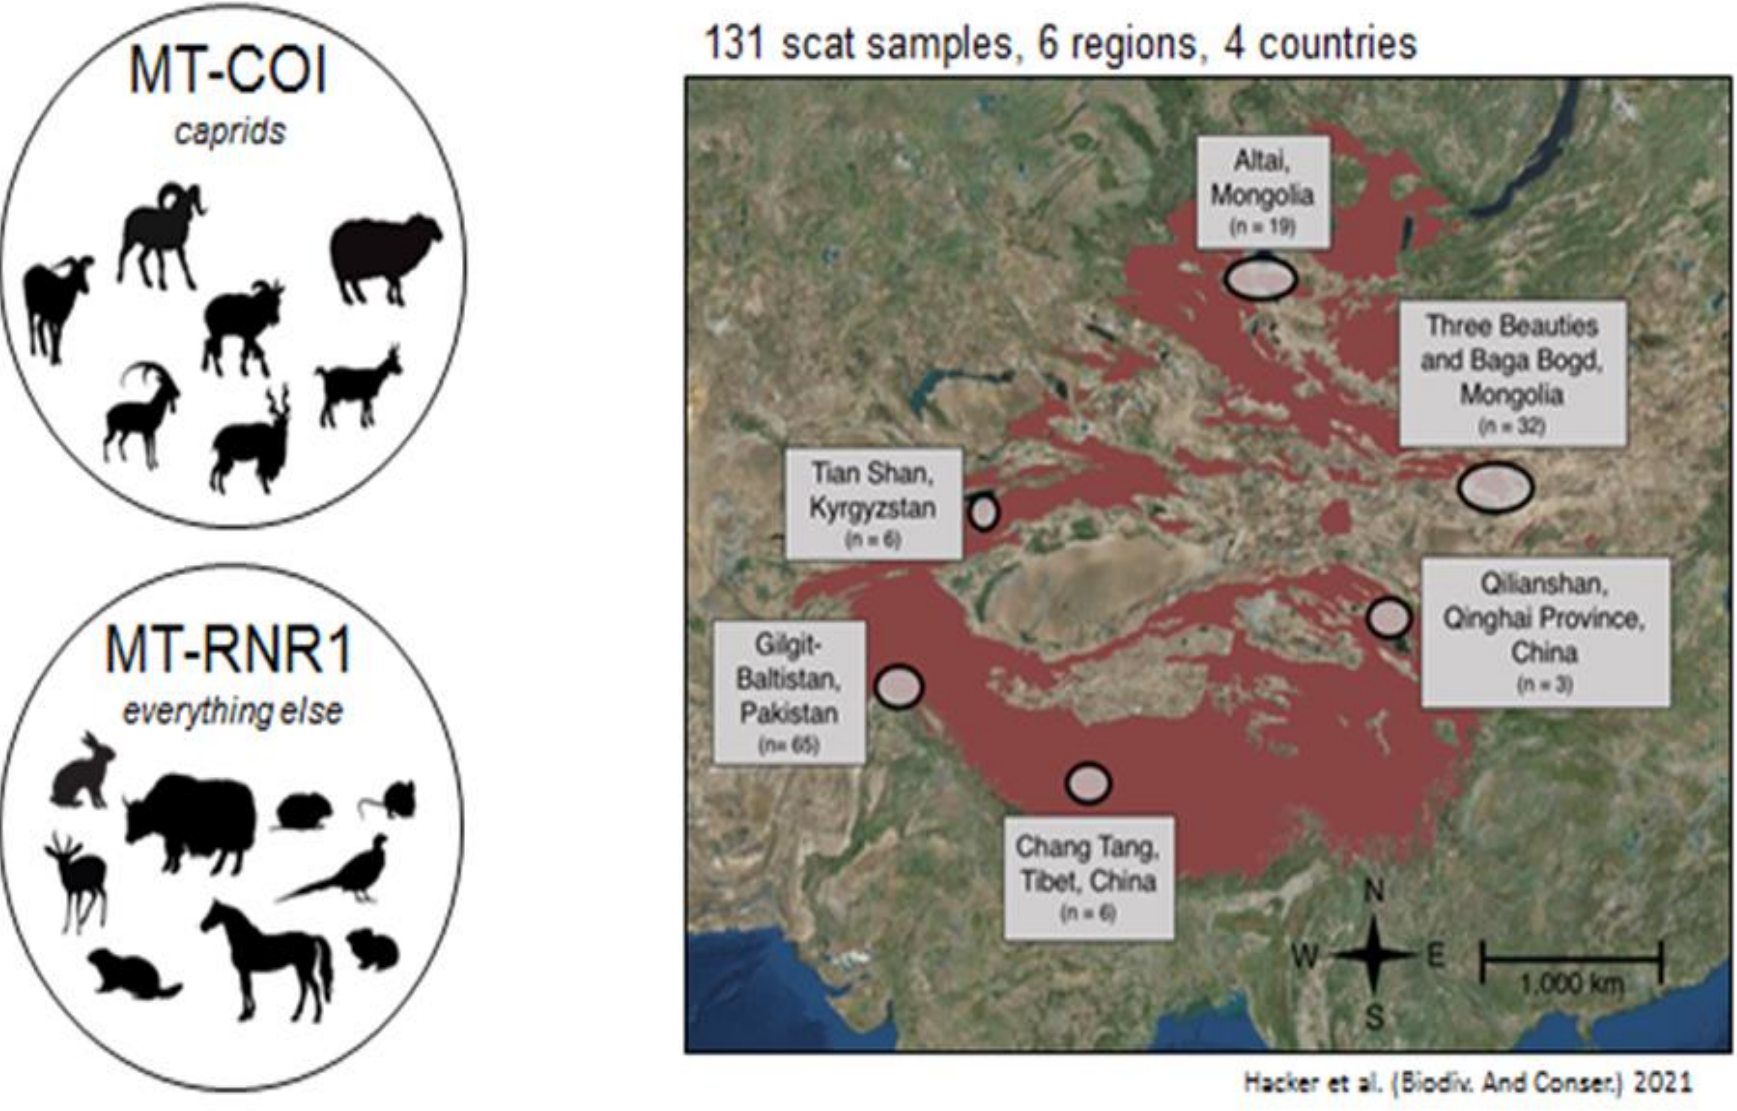 MT-COI
caprids
MT-RNR1
everything else
131 scat samples, 6 regions, 4 countries
Altai,
Mongolia
(n = 19)
Three Beauties
and Baga Bogd,
Mongolia
(n = 32)
Tian Shan,
Kyrgyzstan
(n = 6)
Qilianshan,
Qinghai Province,
China
(n = 3)
Gilgit-
Baltistan,
Pakistan
(n= 65)
Chang Tang,
Tibet, China
(n = 6)
N
W E
S
1.000 km
Hacker et al. (Biodiv. And Conser.) 2021